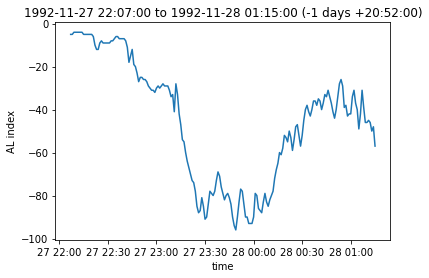 1992-11-27 22:07:00 to 1992-11-28 01:15:00 (-1 days +20:52:00)
0
−20
−40
−60
−80
−100
AL index
27 22:00 27 22:30 27 23:00 27 23:30 28 00:00 28 00:30 28 01:00
time